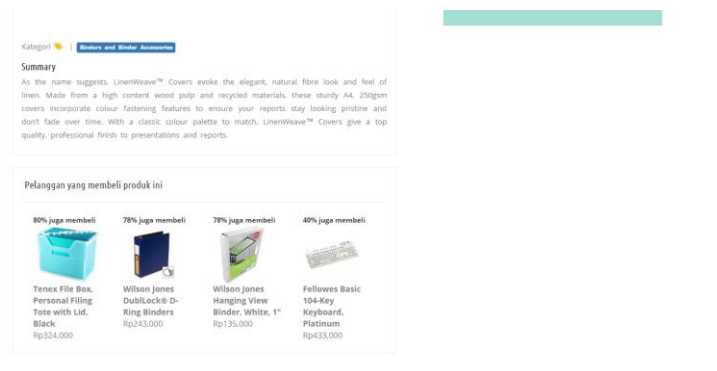 Kategori |  Binders and Binder Accessories
Summary
As the name suggests, LinenWeave™ Covers evoke the elegant, natural fibre look and feel of
linen. Made from a high content wood pulp and recycled materials, these sturdy A4, 250gsm
covers incorporate colour fastening features to ensure your reports stay looking pristine and
don't fade over time. With a classic colour palette to match, LinenWeave™ Covers give a top
quality, professional finish to presentations and reports.
Pelanggan yang membeli produk ini
80% juga membeli 78% juga membeli 78% juga membeli 40% juga membeli
Tenex File Box, Wilson Jones Wilson Jones Fellowes Basic
Personal Filing DublLock® D- Hanging View 104-Key
Tote with Lid, Ring Binders Binder, White, 1" Keyboard,
Black Rp243,000 Rp135,000 Platinum
Rp324,000 Rp433,000